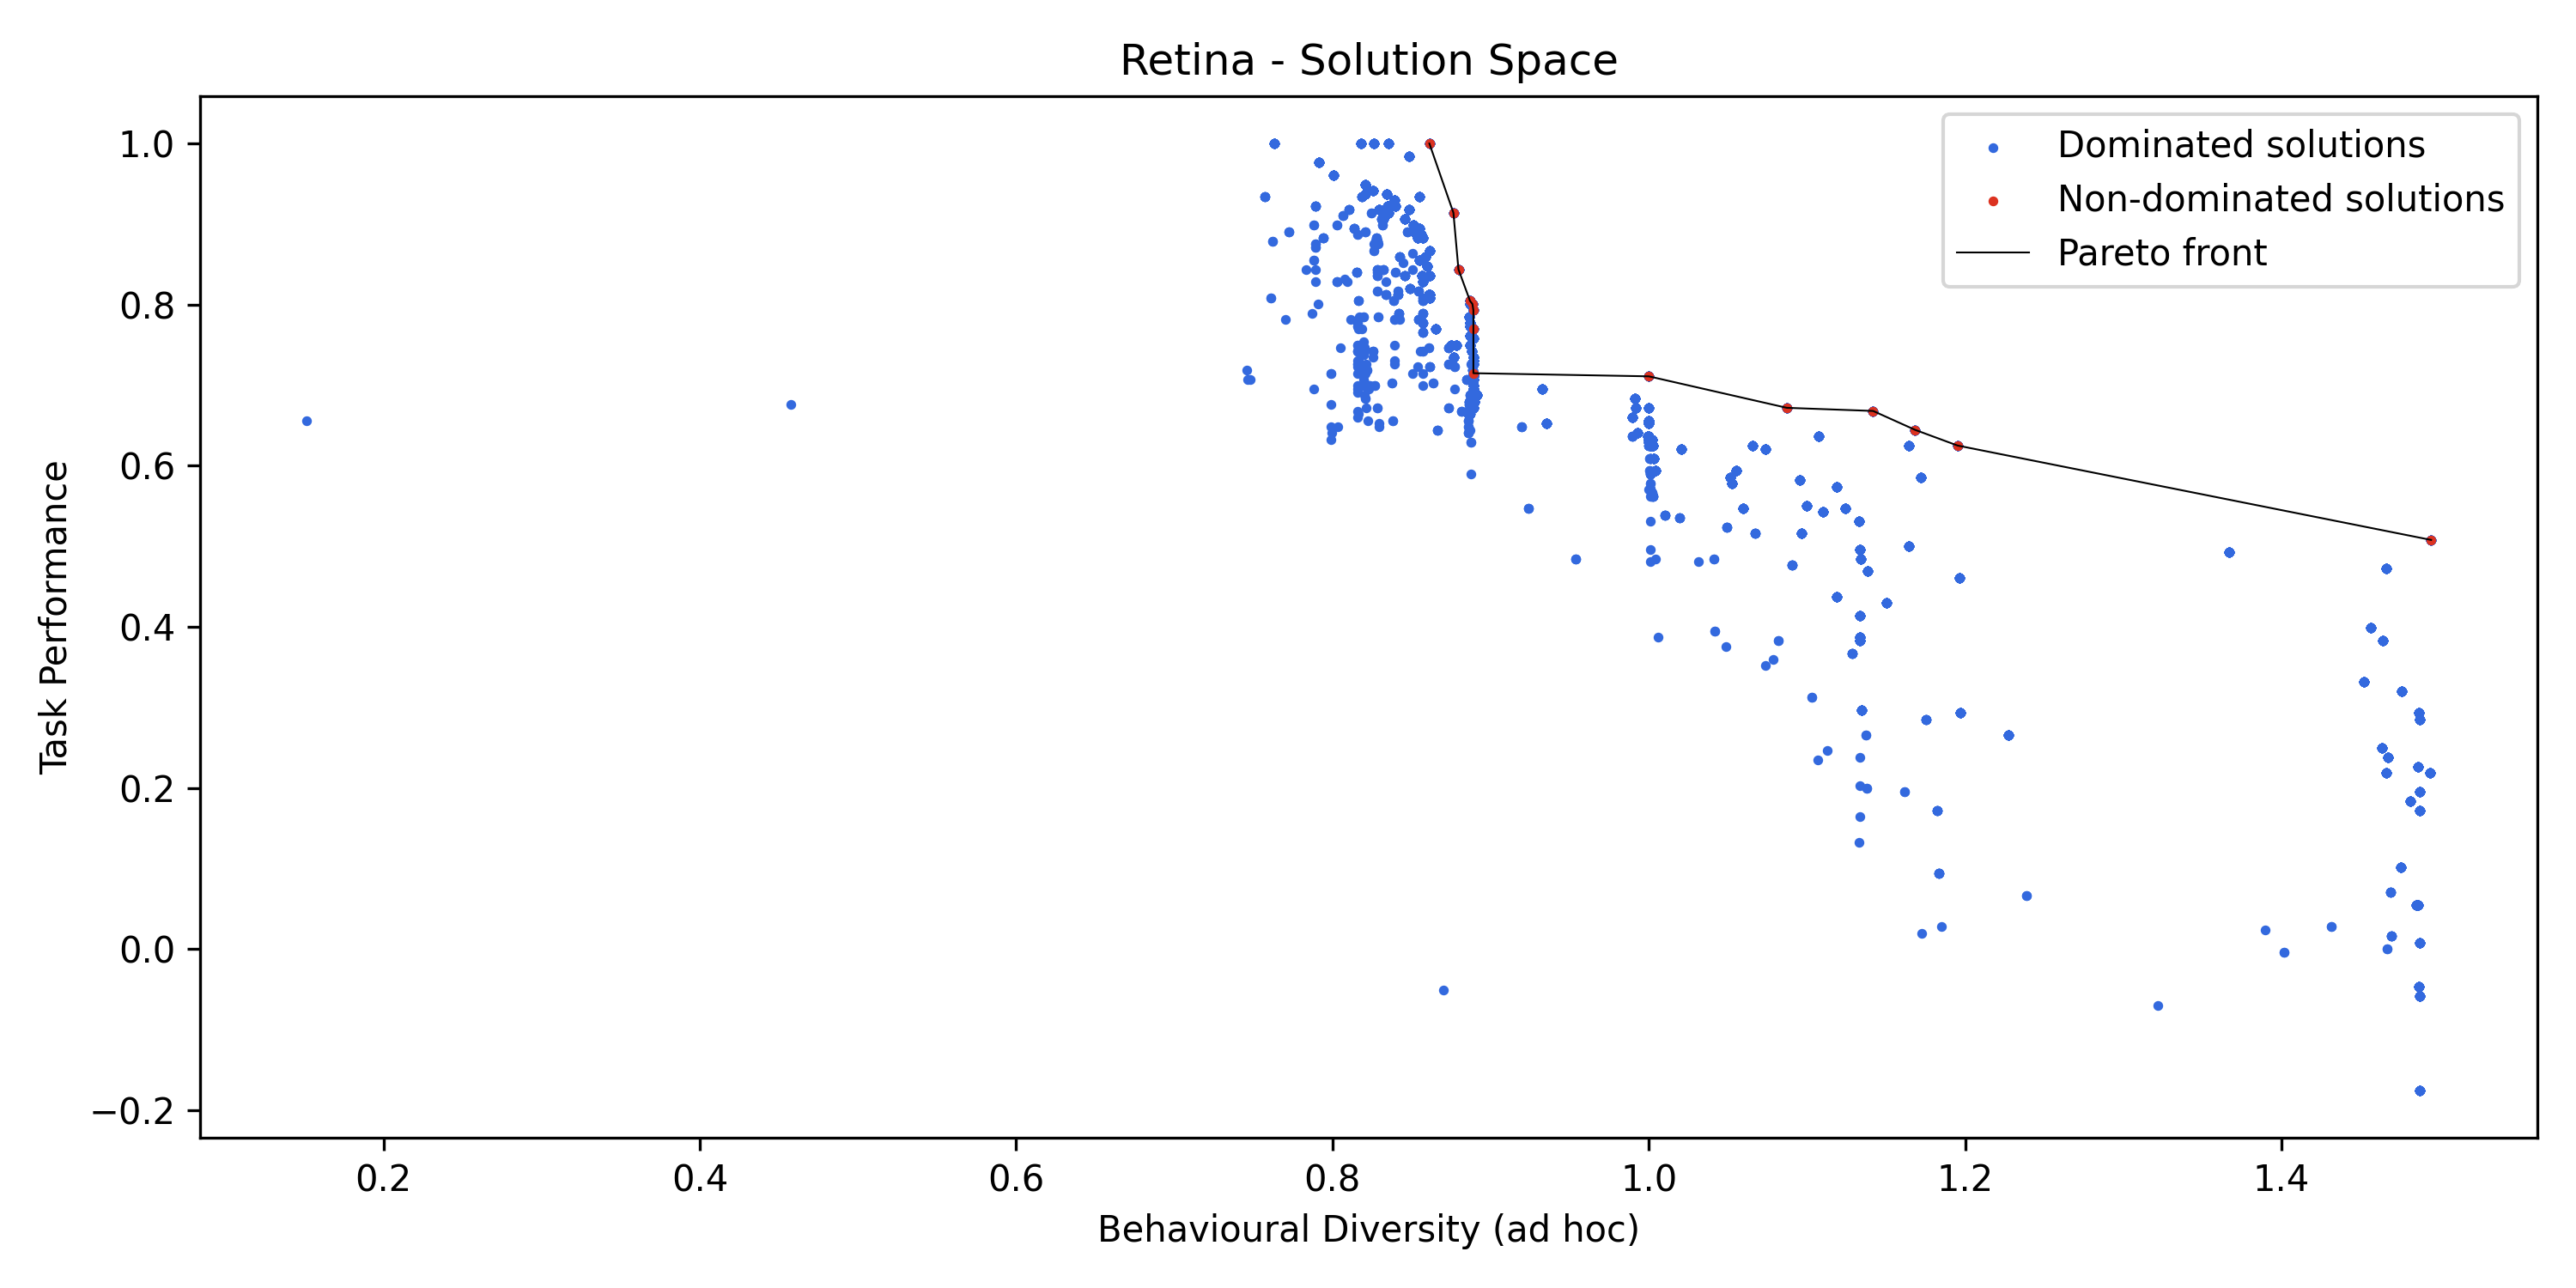 Retina - Solution Space
Dominated solutions
Non-dominated solutions
Pareto front
1.0
0.8
0.6
0.4
0.2
0.0
−0.2
Task Performance
0.2 0.4 0.6 0.8 1.0 1.2 1.4
Behavioural Diversity (ad hoc)